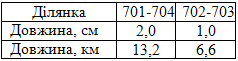 Ділянка 701-704 702-703
Довжина, см 2,0 1,0
Довжина, км 13,2 6,6